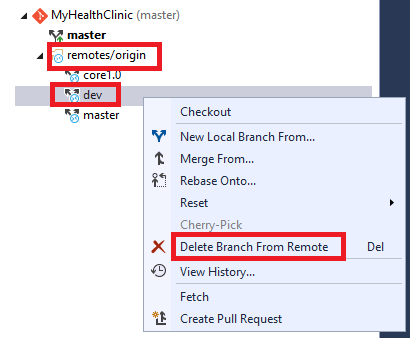 MyHealthClinic (master)
master
remotes/origin
core1.0
dev
master
Checkout
New Local Branch From...
Merge From...
Rebase Onto...
Reset
Cherry-Pick
Delete Branch From Remote Del
View History...
Fetch
Create Pull Request